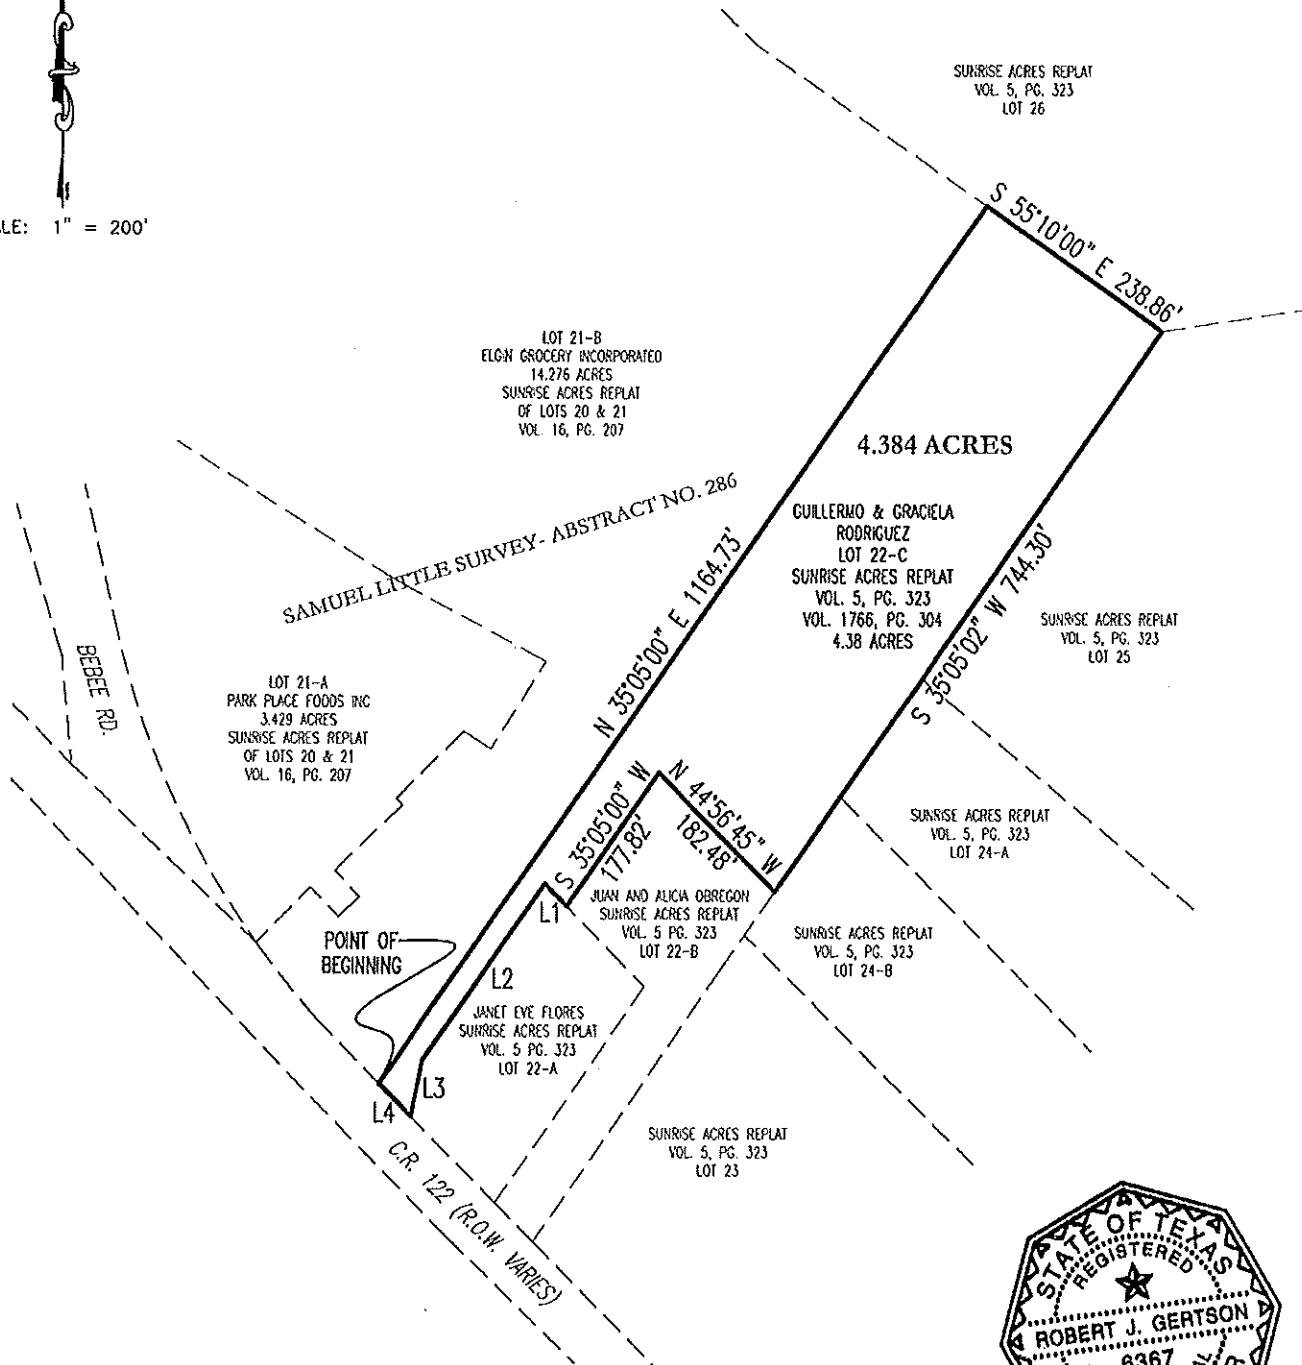 LE: 1" = 200'
SUNRISE ACRES REPLAT
VOL. 5, PG. 323
LOT 26
S 55°10'00" E 238.86'
LOT 21-B
ELGIN GROCERY INCORPORATED
14.276 ACRES
SUNRISE ACRES REPLAT
OF LOTS 20 & 21
VOL. 16, PG. 207
4.384 ACRES
SAMUEL LITTLE SURVEY- ABSTRACT NO. 286
N 35°05'00" E 1164.73'
GUILLERMO & GRACIELA
RODRIGUEZ
LOT 22-C
SUNRISE ACRES REPLAT
VOL. 5, PG. 323
VOL. 1766, PG. 304
4.38 ACRES
S 35°05'02" W 744.30'
SUNRISE ACRES REPLAT
VOL. 5, PG. 323
LOT 25
BEBEE RD.
LOT 21-A
PARK PLACE FOODS INC
3.429 ACRES
SUNRISE ACRES REPLAT
OF LOTS 20 & 21
VOL. 16, PG. 207
S 35°05'00" W
177.82'
N 44°56'45" W
182.48'
SUNRISE ACRES REPLAT
VOL. 5, PG. 323
LOT 24-A
L1
JUAN AND ALICIA OBREGON
SUNRISE ACRES REPLAT
VOL. 5 PG. 323
LOT 22-B
SUNRISE ACRES REPLAT
VOL. 5, PG. 323
LOT 24-B
POINT OF
BEGINNING
L2
JANET EVE FLORES
SUNRISE ACRES REPLAT
VOL. 5 PG. 323
LOT 22-A
L3
L4
C.R. 122 (R.O.W. VARIES)
SUNRISE ACRES REPLAT
VOL. 5, PG. 323
LOT 23
STATE OF TEXAS
REGISTERED
ROBERT J. GERTSON
6367